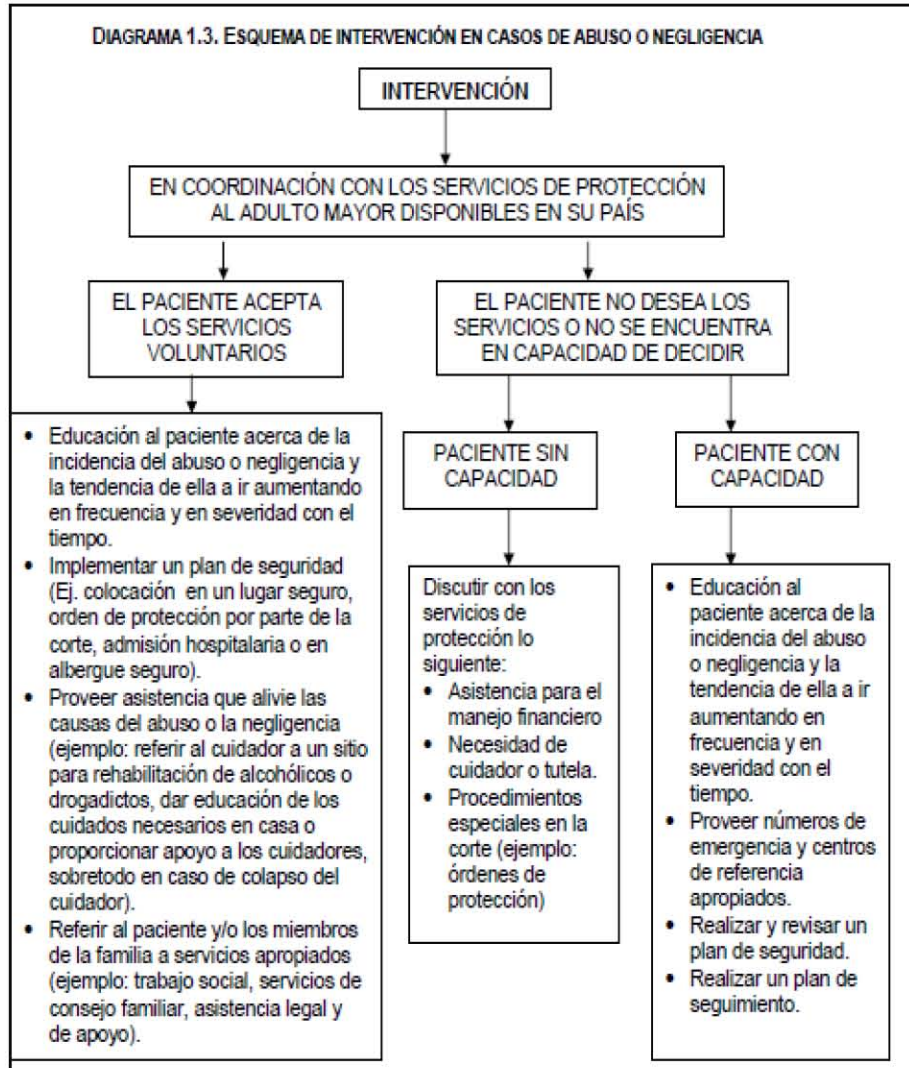 DIAGRAMA 1.3. ESQUEMA DE INTERVENCIÓN EN CASOS DE ABUSO O NEGLIGENCIA
INTERVENCIÓN
EN COORDINACIÓN CON LOS SERVICIOS DE PROTECCIÓN
AL ADULTO MAYOR DISPONIBLES EN SU PAÍS
EL PACIENTE ACEPTA
LOS SERVICIOS
VOLUNTARIOS
EL PACIENTE NO DESEA LOS
SERVICIOS O NO SE ENCUENTRA
EN CAPACIDAD DE DECIDIR
• Educación al paciente acerca de la
incidencia del abuso o negligencia y
la tendencia de ella a ir aumentando
en frecuencia y en severidad con el
tiempo.
• Implementar un plan de seguridad
(Ej. colocación en un lugar seguro,
orden de protección por parte de la
corte, admisión hospitalaria o en
albergue seguro).
• Proveer asistencia que alivie las
causas del abuso o la negligencia
(ejemplo: referir al cuidador a un sitio
para rehabilitación de alcohólicos o
drogadictos, dar educación de los
cuidados necesarios en casa o
proporcionar apoyo a los cuidadores,
sobretodo en caso de colapso del
cuidador).
• Referir al paciente y/o los miembros
de la familia a servicios apropiados
(ejemplo: trabajo social, servicios de
consejo familiar, asistencia legal y
de apoyo).
PACIENTE SIN
CAPACIDAD
Discutir con los
servicios de
protección lo
siguiente:
• Asistencia para el
manejo financiero
• Necesidad de
cuidador o tutela.
• Procedimientos
especiales en la
corte (ejemplo:
órdenes de
protección)
PACIENTE CON
CAPACIDAD
• Educación al
paciente acerca de la
incidencia del abuso
o negligencia y la
tendencia de ella a ir
aumentando en
frecuencia y en
severidad con el
tiempo.
• Proveer números de
emergencia y centros
de referencia
apropiados.
• Realizar y revisar un
plan de seguridad.
• Realizar un plan de
seguimiento.